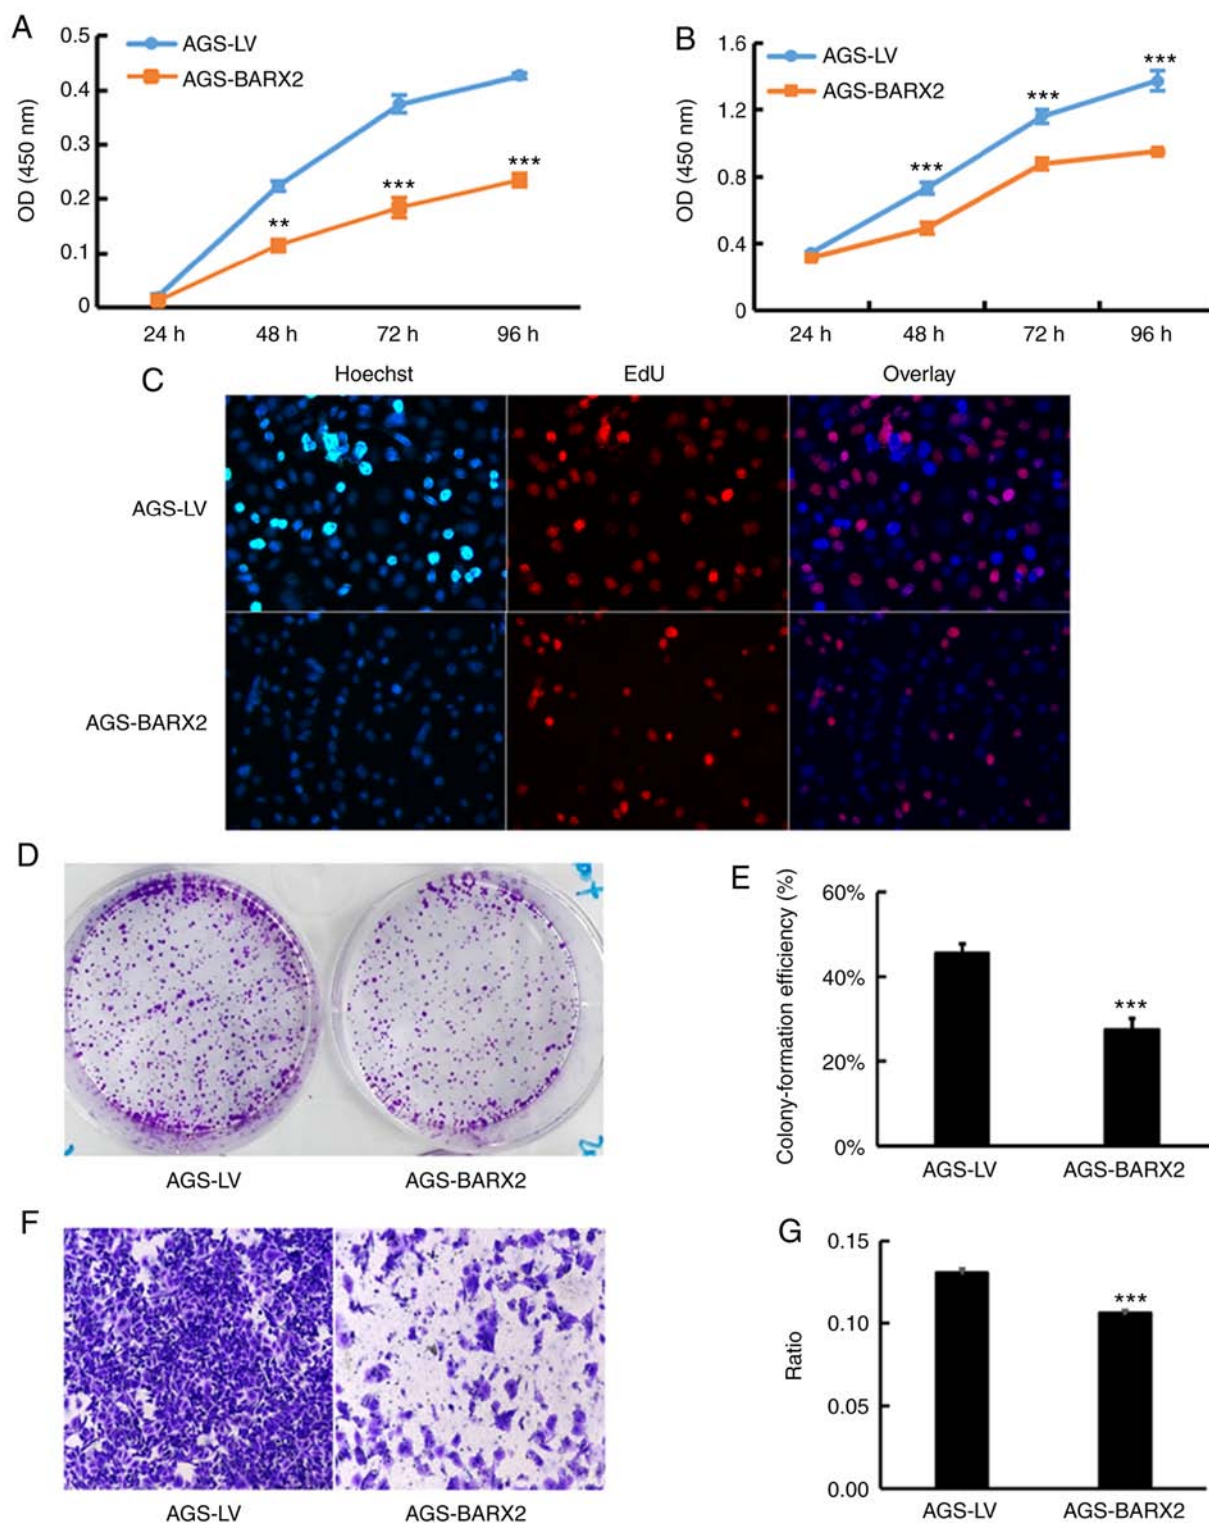 A
0.5
0.4
0.3
0.2
0.1
0
OD (450 nm)
AGS-LV
AGS-BARX2
**
***
***
24 h 48 h 72 h 96 h
B
1.6
1.2
0.8
0.4
0
OD (450 nm)
AGS-LV
AGS-BARX2
***
***
***
24 h 48 h 72 h 96 h
C
Hoechst EdU Overlay
AGS-LV
AGS-BARX2
D
AGS-LV AGS-BARX2
E
Colony-formation efficiency (%)
60%
40%
20%
0%
***
AGS-LV AGS-BARX2
F
AGS-LV AGS-BARX2
G
Ratio
0.15
0.10
0.05
0.00
***
AGS-LV AGS-BARX2